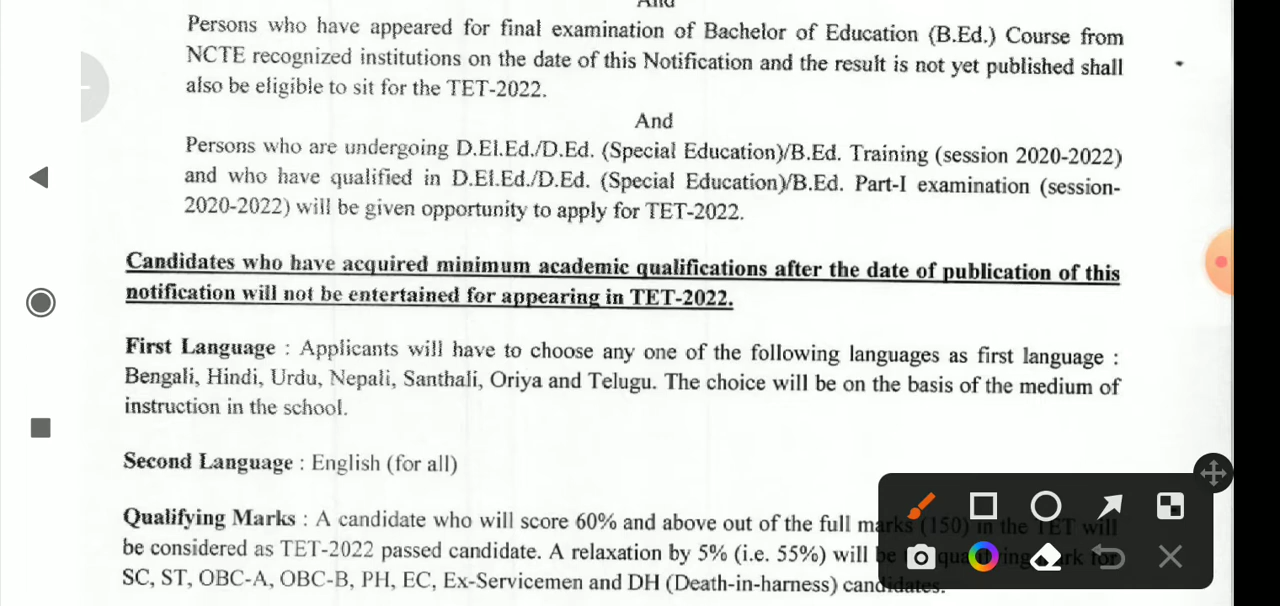 And
Persons who have appeared for final examination of Bachelor of Education (B.Ed.) Course from
NCTE recognized institutions on the date of this Notification and the result is not yet published shall
also be eligible to sit for the TET-2022.
And
Persons who are undergoing D.El.Ed./D.Ed. (Special Education)/B.Ed. Training (session 2020-2022)
and who have qualified in D.El.Ed./D.Ed. (Special Education)/B.Ed. Part-I examination (session-
2020-2022) will be given opportunity to apply for TET-2022.
Candidates who have acquired minimum academic qualifications after the date of publication of this
notification will not be entertained for appearing in TET-2022.
First Language : Applicants will have to choose any one of the following languages as first language :
Bengali, Hindi, Urdu, Nepali, Santhali, Oriya and Telugu. The choice will be on the basis of the medium of
instruction in the school.
Second Language : English (for all)
Qualifying Marks : A candidate who will score 60% and above out of the full marks (150) in the TET will
be considered as TET-2022 passed candidate. A relaxation by 5% (i.e. 55%) will be
SC, ST, OBC-A, OBC-B, PH, EC, Ex-Servicemen and DH (Death-in-harness) candidates.